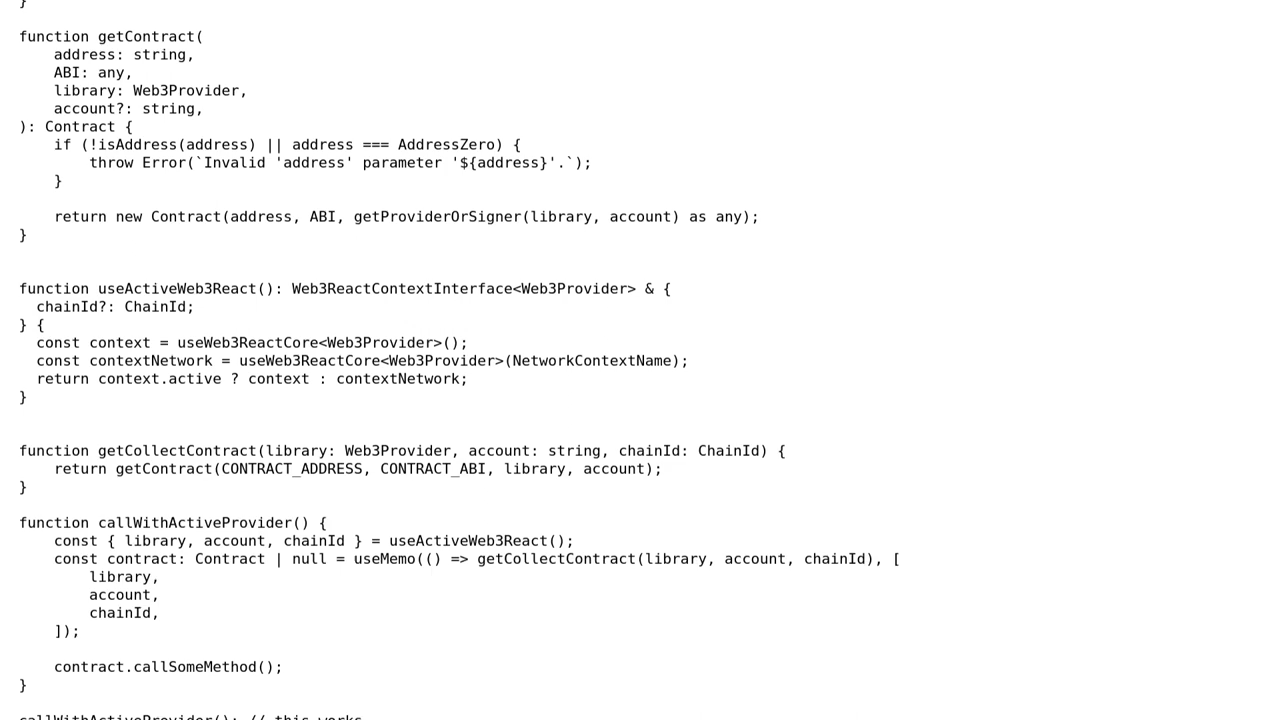 }
function getContract(
    address: string,
    ABI: any,
    library: Web3Provider,
    account?: string,
): Contract {
    if (!isAddress(address) || address === AddressZero) {
        throw Error(`Invalid 'address' parameter '${address}'.`);
    }
    return new Contract(address, ABI, getProviderOrSigner(library, account) as any);
}
function useActiveWeb3React(): Web3ReactContextInterface<Web3Provider> & {
  chainId?: ChainId;
} {
  const context = useWeb3ReactCore<Web3Provider>();
  const contextNetwork = useWeb3ReactCore<Web3Provider>(NetworkContextName);
  return context.active ? context : contextNetwork;
}
function getCollectContract(library: Web3Provider, account: string, chainId: ChainId) {
    return getContract(CONTRACT_ADDRESS, CONTRACT_ABI, library, account);
}
function callWithActiveProvider() {
    const { library, account, chainId } = useActiveWeb3React();
    const contract: Contract | null = useMemo(() => getCollectContract(library, account, chainId), [
        library,
        account,
        chainId,
    ]);
    contract.callSomeMethod();
}
callWithActiveProvider(); // this works